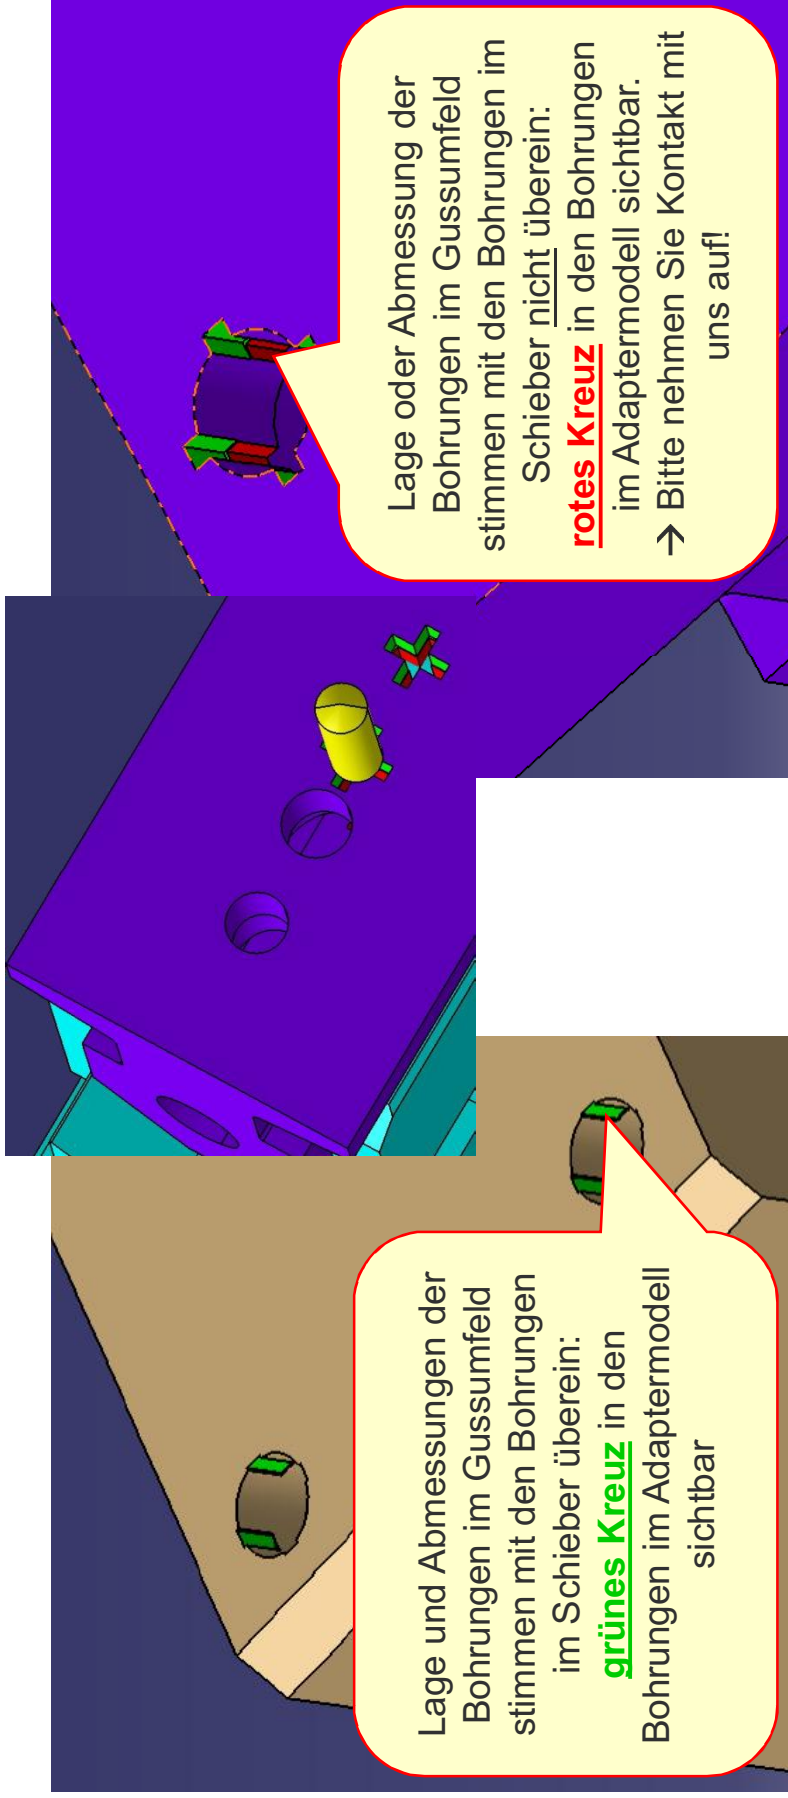 Lage und Abmessungen der
Bohrungen im Gussumfeld
stimmen mit den Bohrungen
im Schieber überein:
grünes Kreuz in den
Bohrungen im Adaptermodell
sichtbar
Lage oder Abmessung der
Bohrungen im Gussumfeld
stimmen mit den Bohrungen im
Schieber nicht überein:
rotes Kreuz in den Bohrungen
im Adaptermodell sichtbar.
→ Bitte nehmen Sie Kontakt mit
uns auf!